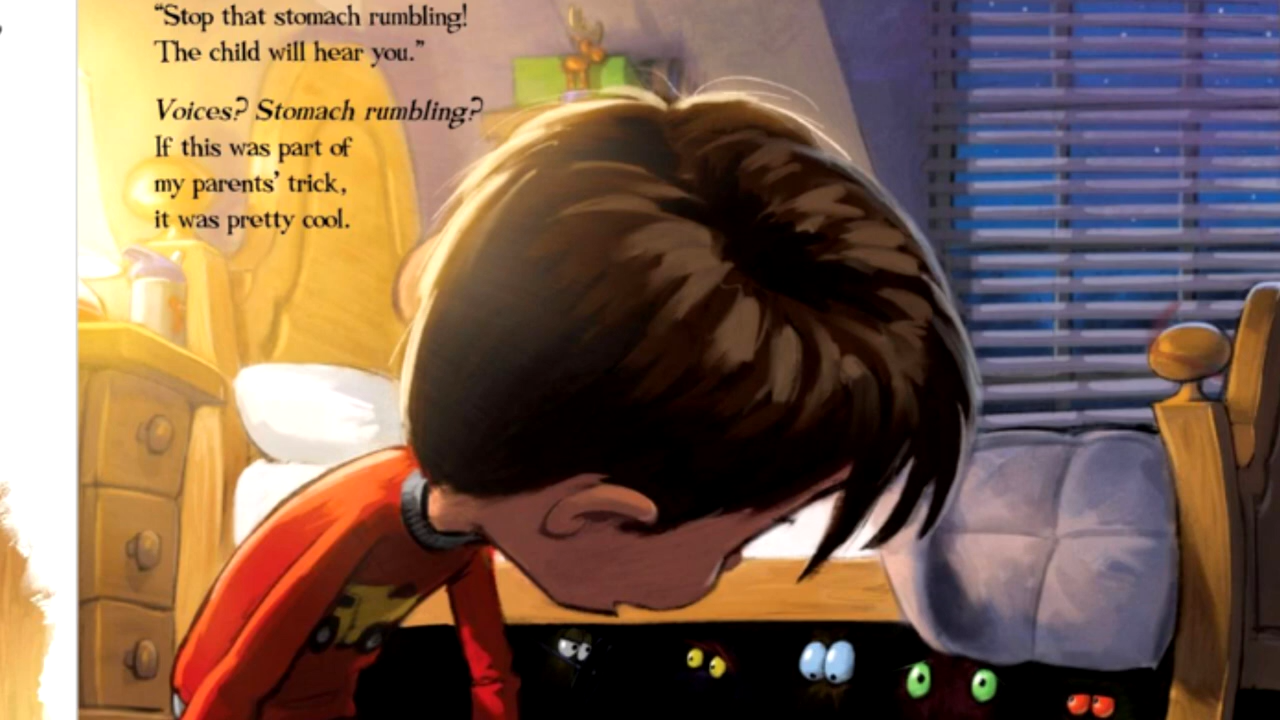 “Stop that stomach rumbling!
The child will hear you.”
Voices? Stomach rumbling?
If this was part of
my parents’ trick,
it was pretty cool.